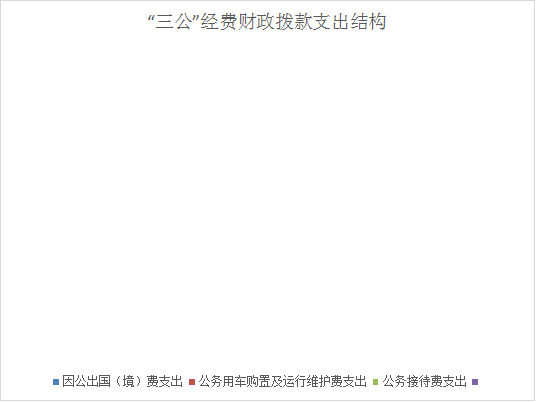 “三公”经费财政拨款支出结构
因公出国（境）费支出 公务用车购置及运行维护费支出 公务接待费支出